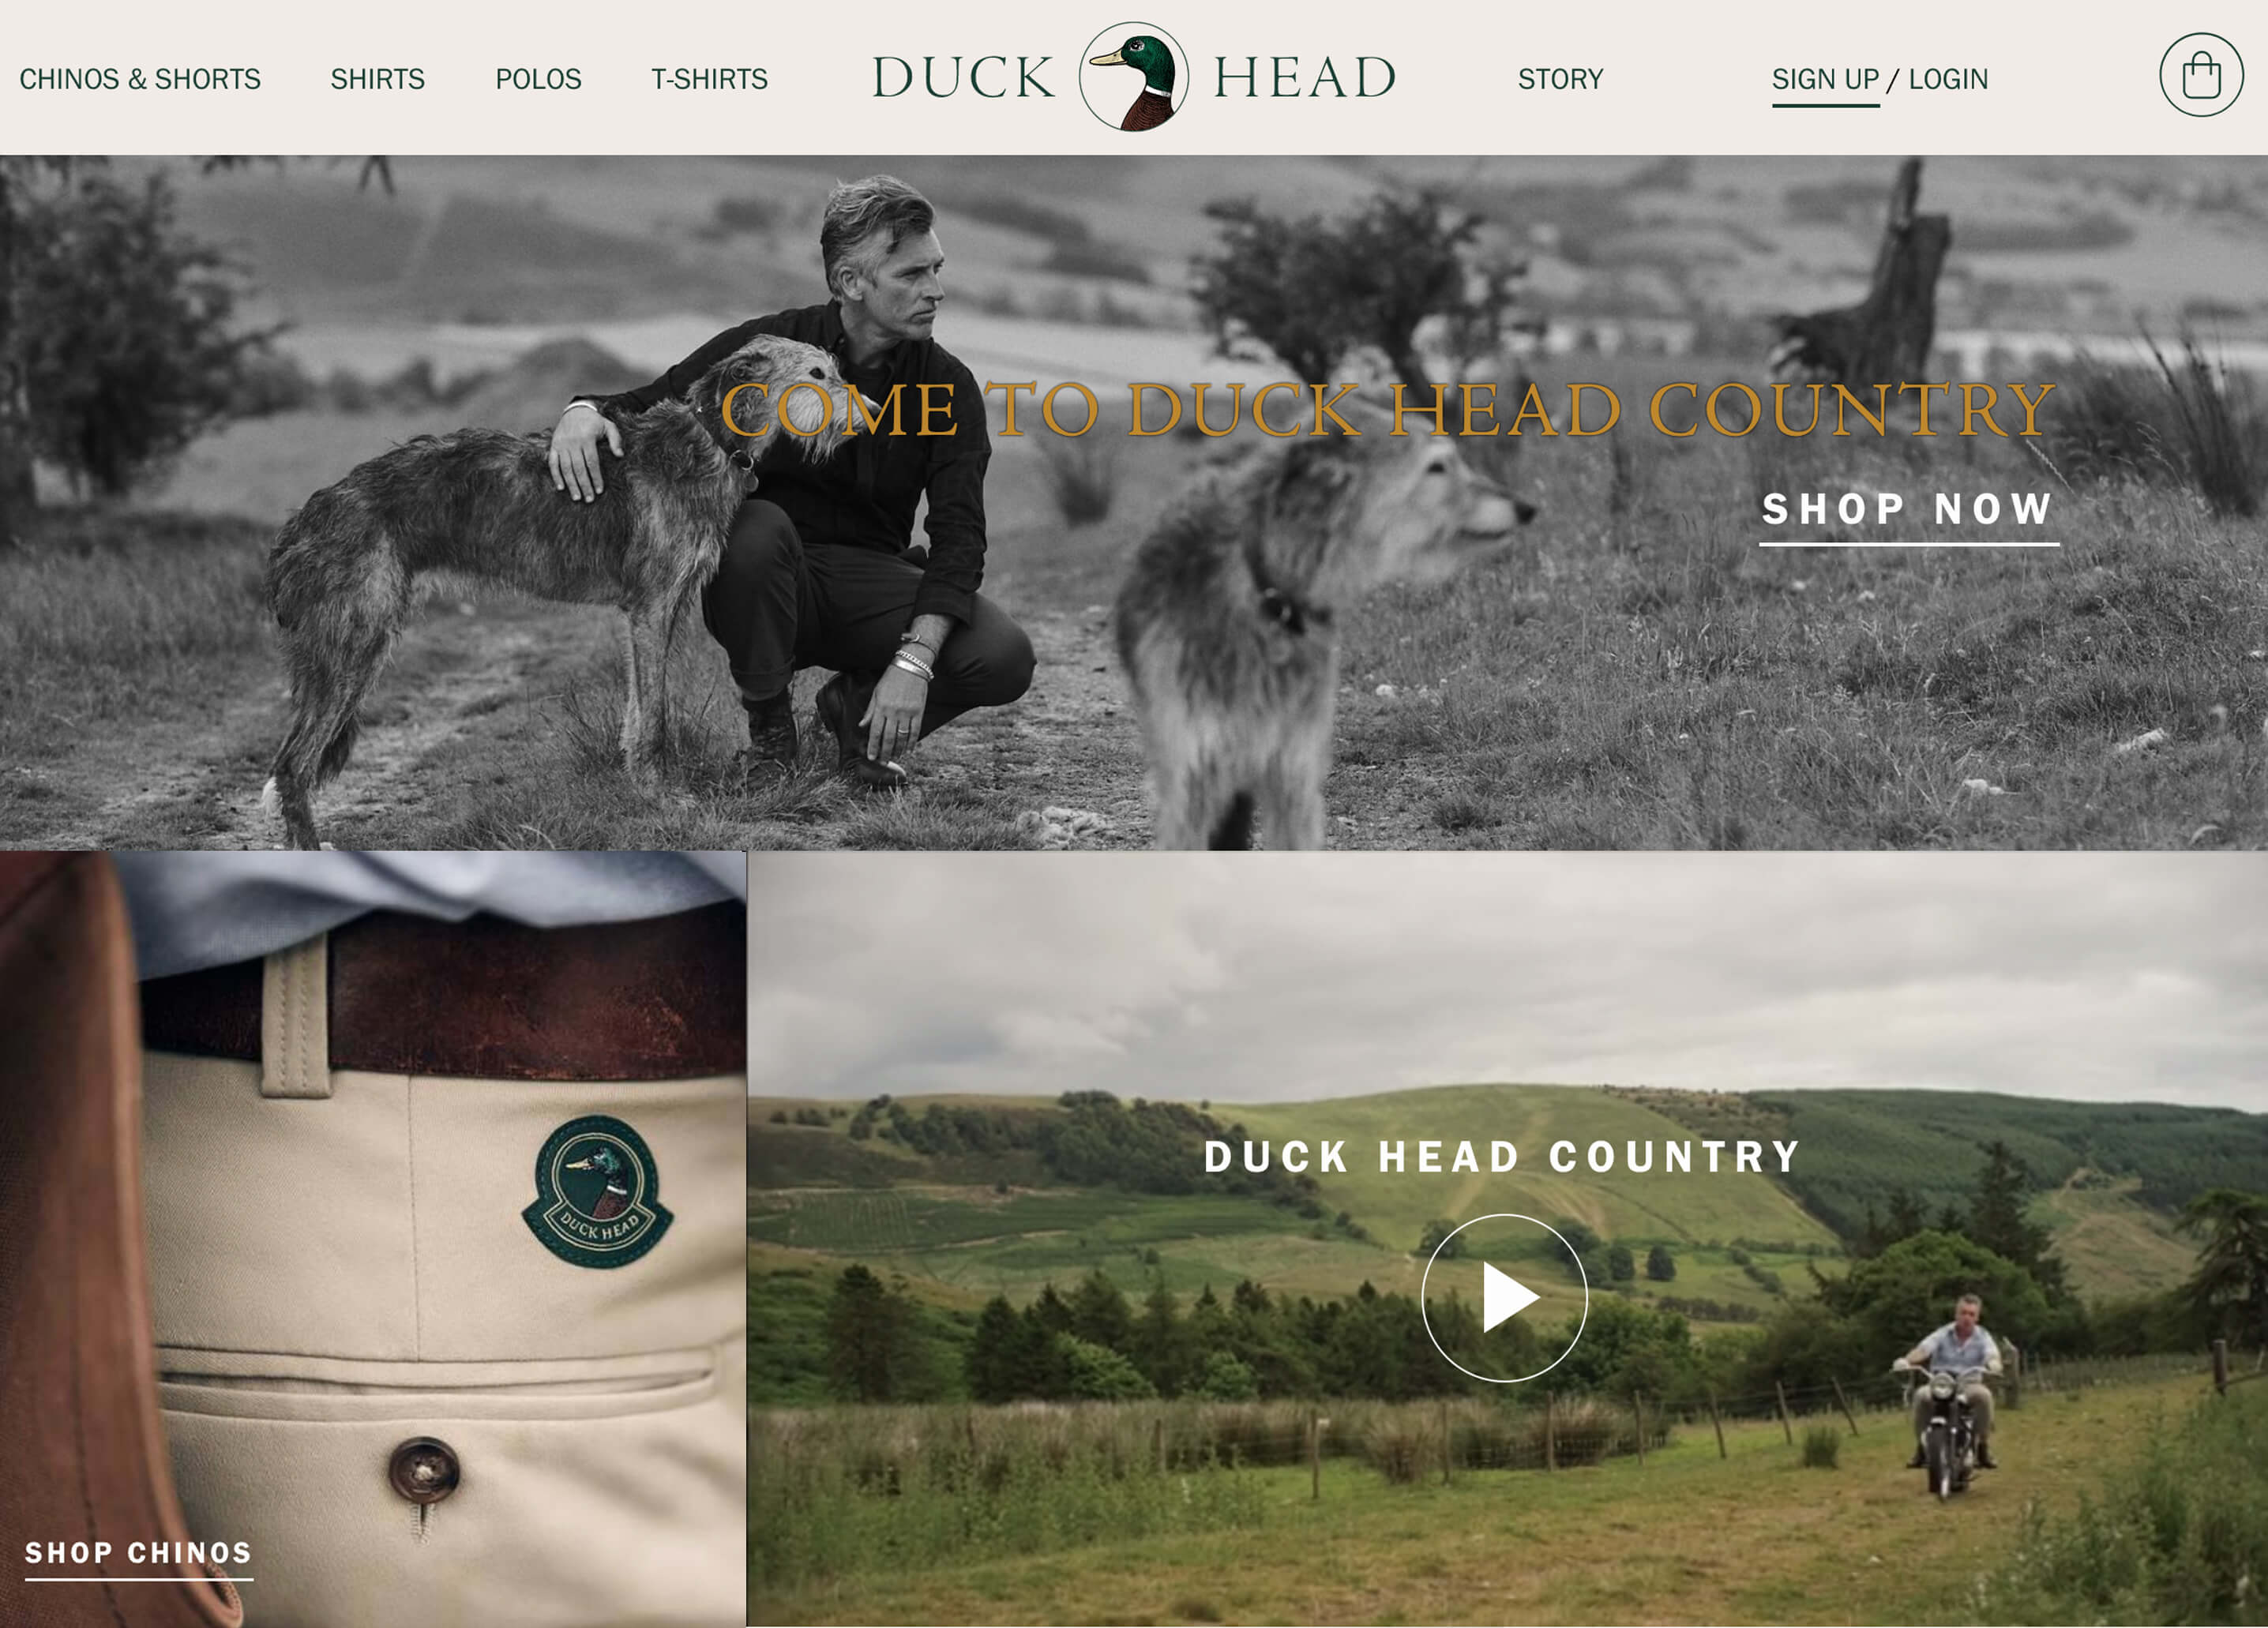 CHINOS & SHORTS
SHIRTS
POLOS
T-SHIRTS
DUCK HEAD
STORY
SIGN UP / LOGIN
COME TO DUCK HEAD COUNTRY
SHOP NOW
DUCK HEAD
SHOP CHINOS
DUCK HEAD COUNTRY